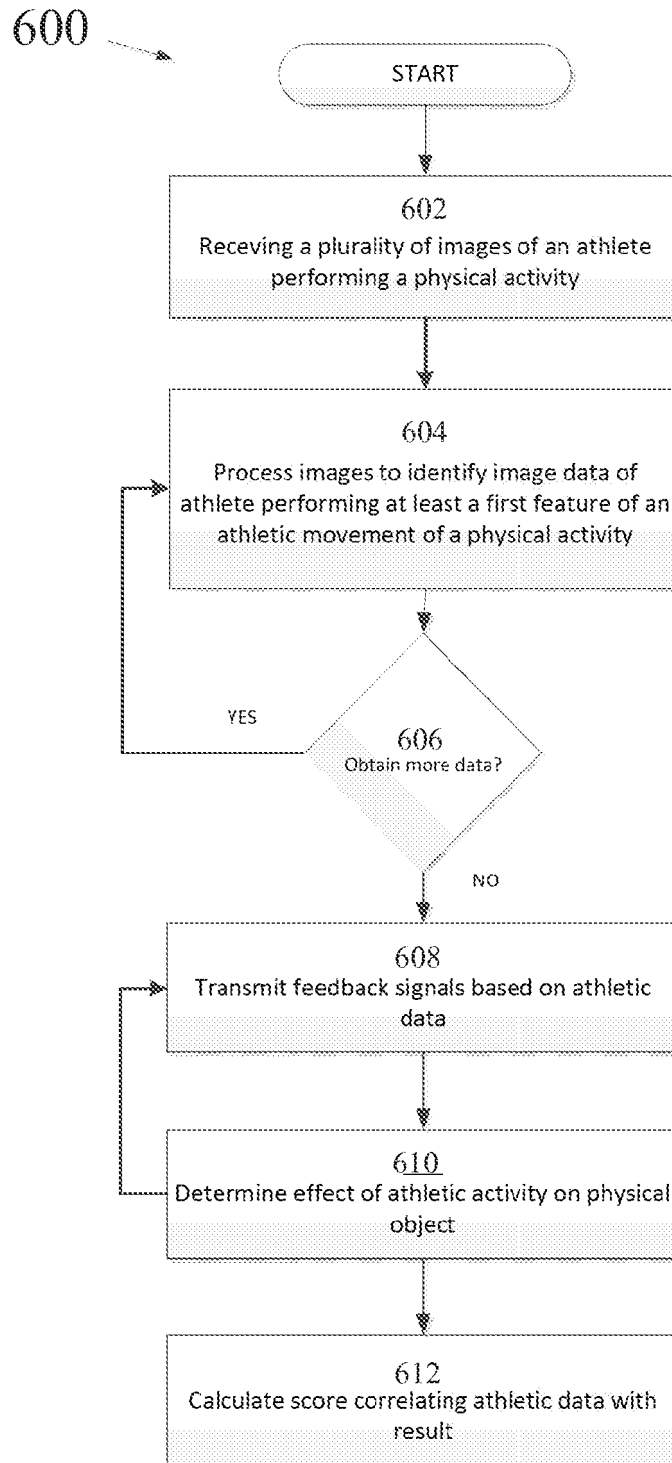 600
START
602
Receving a plurality of images of an athlete
performing a physical activity
604
Process images to identify image data of
athlete performing at least a first feature of an
athletic movement of a physical activity
YES
606
Obtain more data?
NO
608
Transmit feedback signals based on athletic
data
610
Determine effect of athletic activity on physical
object
612
Calculate score correlating athletic data with
result